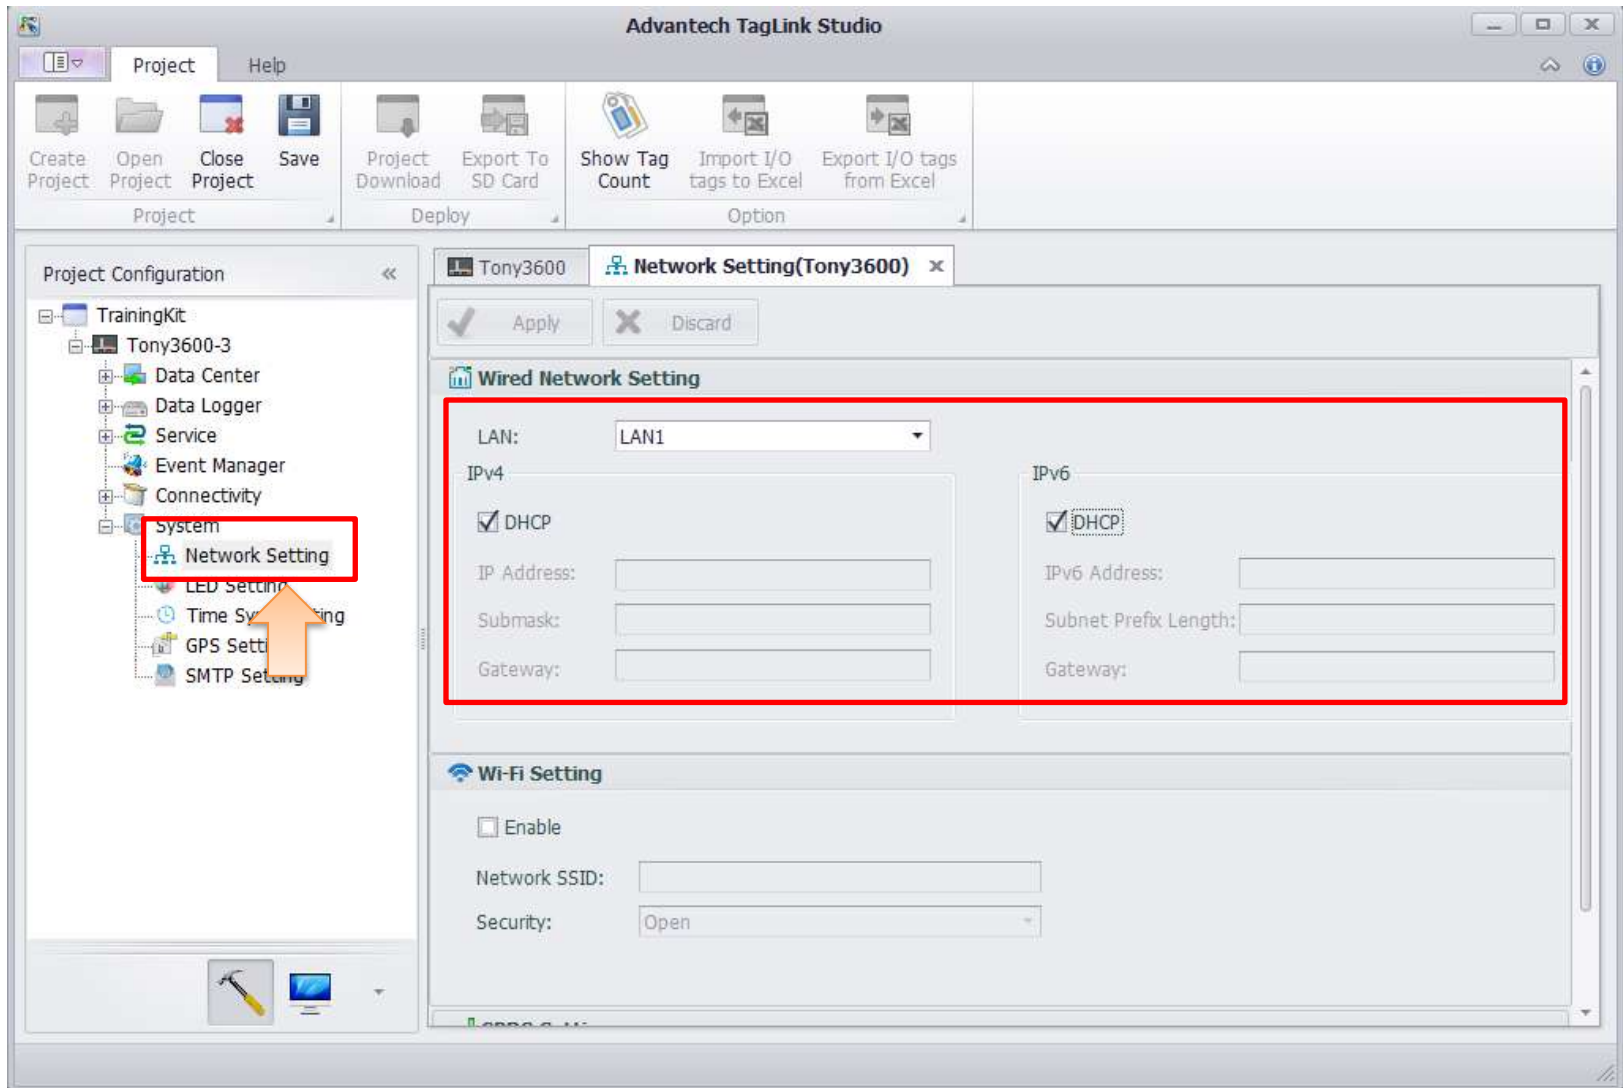 Advantech TagLink Studio
Project Help
Create Project
Open Project
Close Project
Save
Project Download
Export To SD Card
Show Tag Count
Import I/O tags to Excel
Export I/O tags from Excel
Project
Deploy
Option
Project Configuration
TrainingKit
Tony3600-3
Data Center
Data Logger
Service
Event Manager
Connectivity
System
Network Setting
LED Setting
Time
GPS
SMTP Setting
Tony3600
Network Setting(Tony3600)
Apply Discard
Wired Network Setting
LAN: LAN1
IPv4
DHCP
IP Address:
Submask:
Gateway:
IPv6
DHCP
IPv6 Address:
Subnet Prefix Length:
Gateway:
Wi-Fi Setting
Enable
Network SSID:
Security: Open